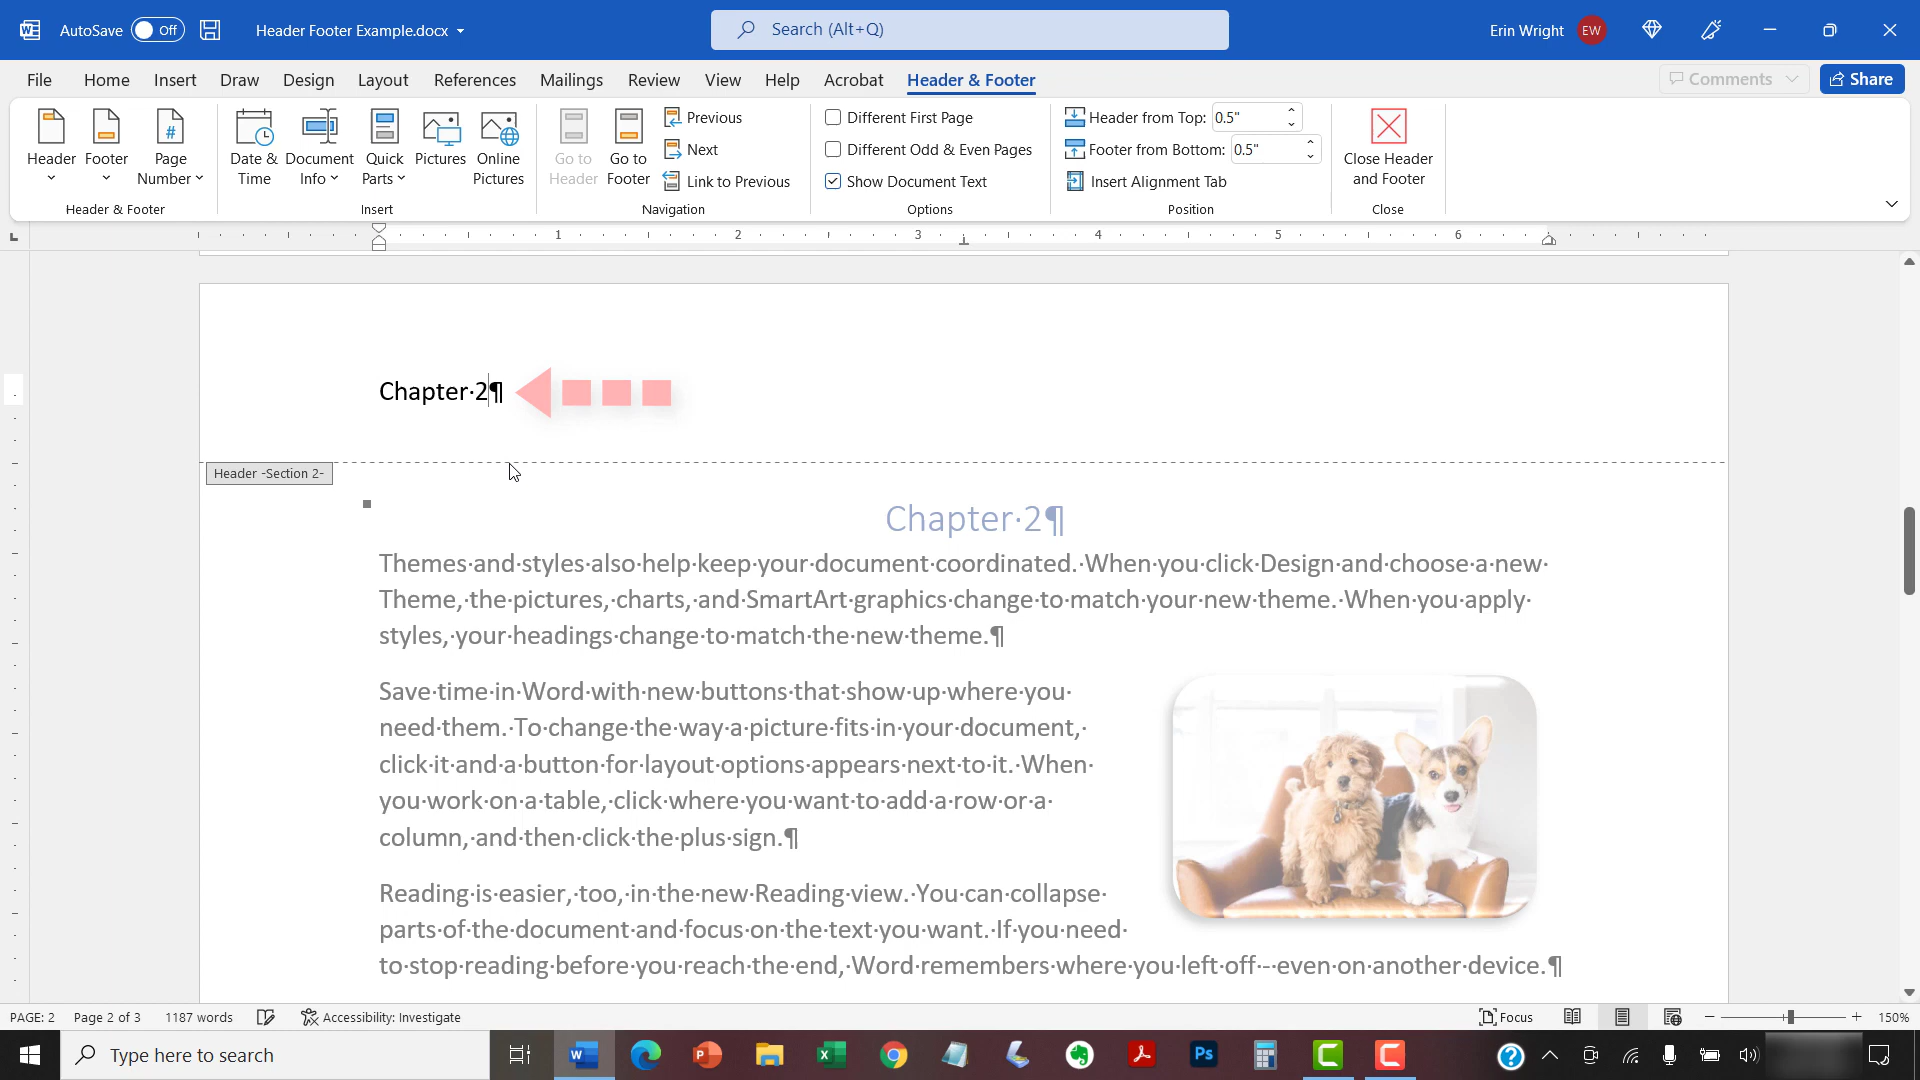 AutoSave Off Header Footer Example.docx Search (Alt+Q) Erin Wright EW
File Home Insert Draw Design Layout References Mailings Review View Help Acrobat Header & Footer Comments Share
Header
Footer
Page Number
Header & Footer
Date & Time
Document Info
Quick Parts
Pictures
Online Pictures
Insert
Go to Header
Go to Footer
Previous
Next
Link to Previous
Navigation
Different First Page
Different Odd & Even Pages
Show Document Text
Options
Header from Top: 0.5"
Footer from Bottom: 0.5"
Insert Alignment Tab
Position
Close Header and Footer
Close
1 2 3 4 5 6
Chapter·2¶
Header -Section 2-
Chapter·2¶
Themes·and·styles·also·help·keep·your·document·coordinated.·When·you·click·Design·and·choose·a·new·
Theme,·the·pictures,·charts,·and·SmartArt·graphics·change·to·match·your·new·theme.·When·you·apply·
styles,·your·headings·change·to·match·the·new·theme.¶
Save·time·in·Word·with·new·buttons·that·show·up·where·you·
need·them.·To·change·the·way·a·picture·fits·in·your·document,·
click·it·and·a·button·for·layout·options·appears·next·to·it.·When·
you·work·on·a·table,·click·where·you·want·to·add·a·row·or·a·
column,·and·then·click·the·plus·sign.¶
Reading·is·easier,·too,·in·the·new·Reading·view.·You·can·collapse·
parts·of·the·document·and·focus·on·the·text·you·want.·If·you·need·
to·stop·reading·before·you·reach·the·end,·Word·remembers·where·you·left·off·-·even·on·another·device.¶
PAGE: 2 Page 2 of 3 1187 words Accessibility: Investigate Focus 150%
Type here to search